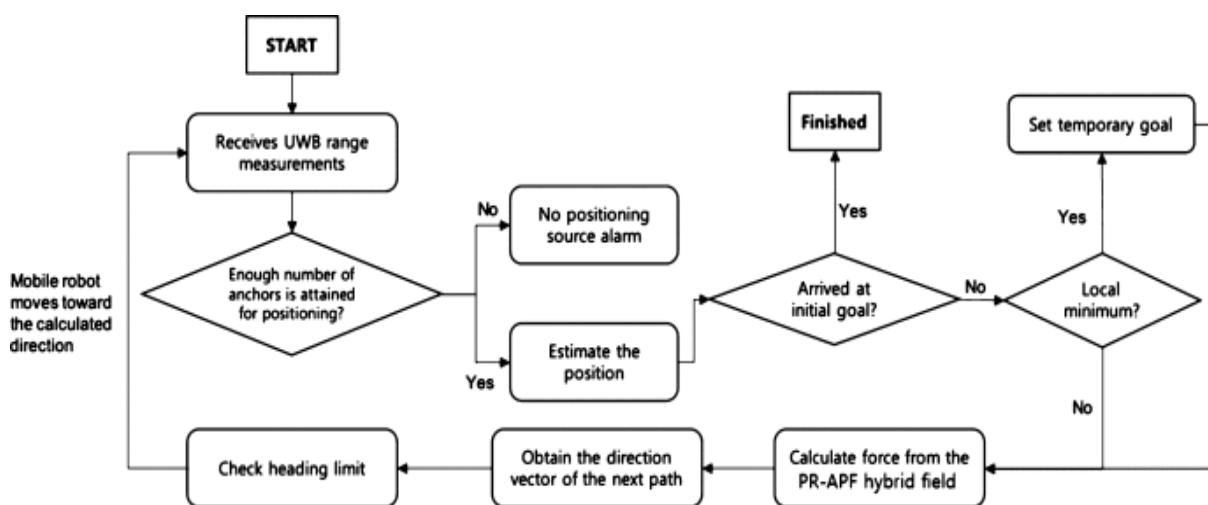 START
Receives UWB range
measurements
Enough number of
anchors is attained
for positioning?
No
No positioning
source alarm
Yes
Estimate the
position
Arrived at
initial goal?
Yes
Finished
No
Local
minimum?
Yes
Set temporary goal
No
Calculate force from the
PR-APF hybrid field
Obtain the direction
vector of the next path
Check heading limit
Mobile robot
moves toward
the calculated
direction